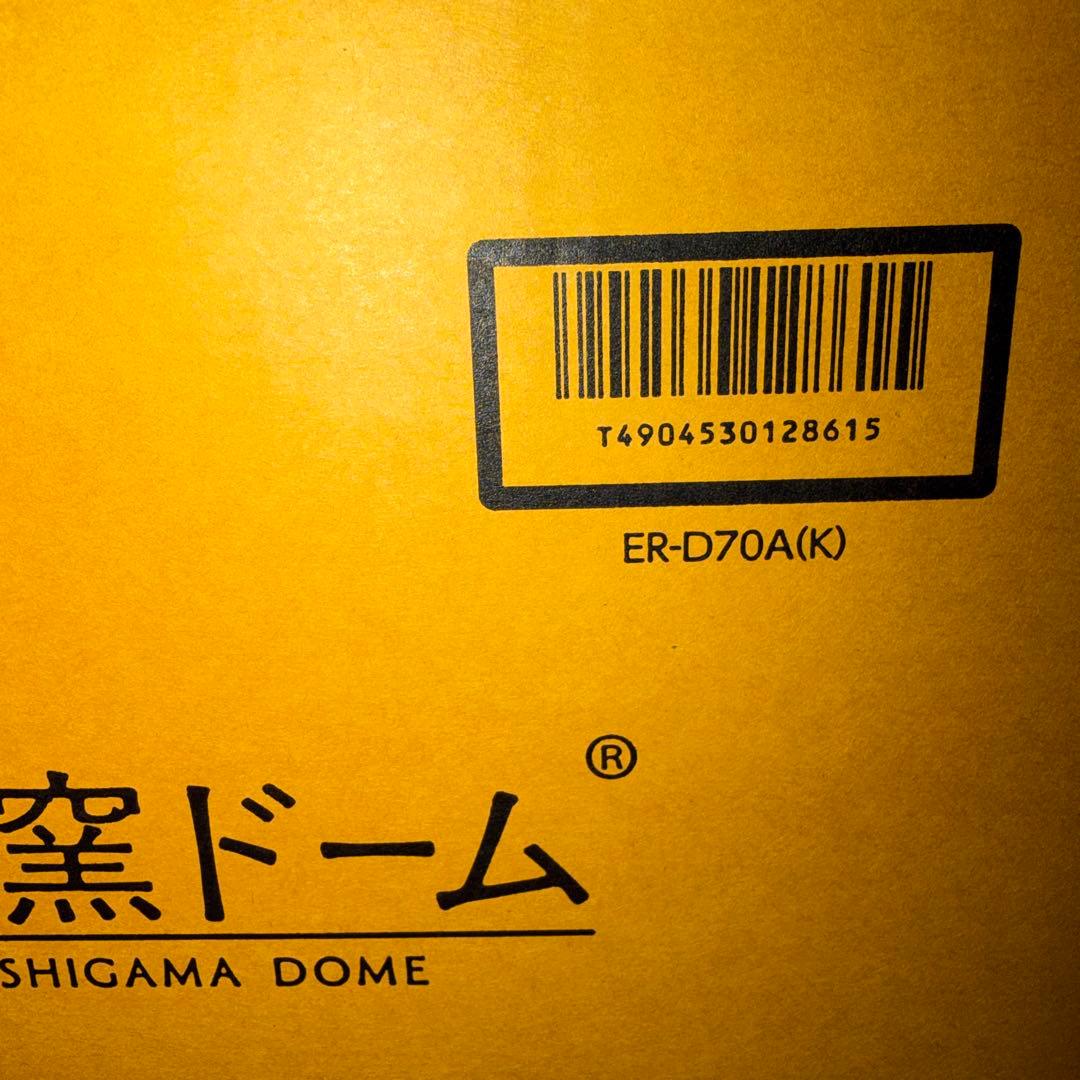 T4904530128615
ER-D70A(K)
窯ドーム®
SHIGAMA DOME